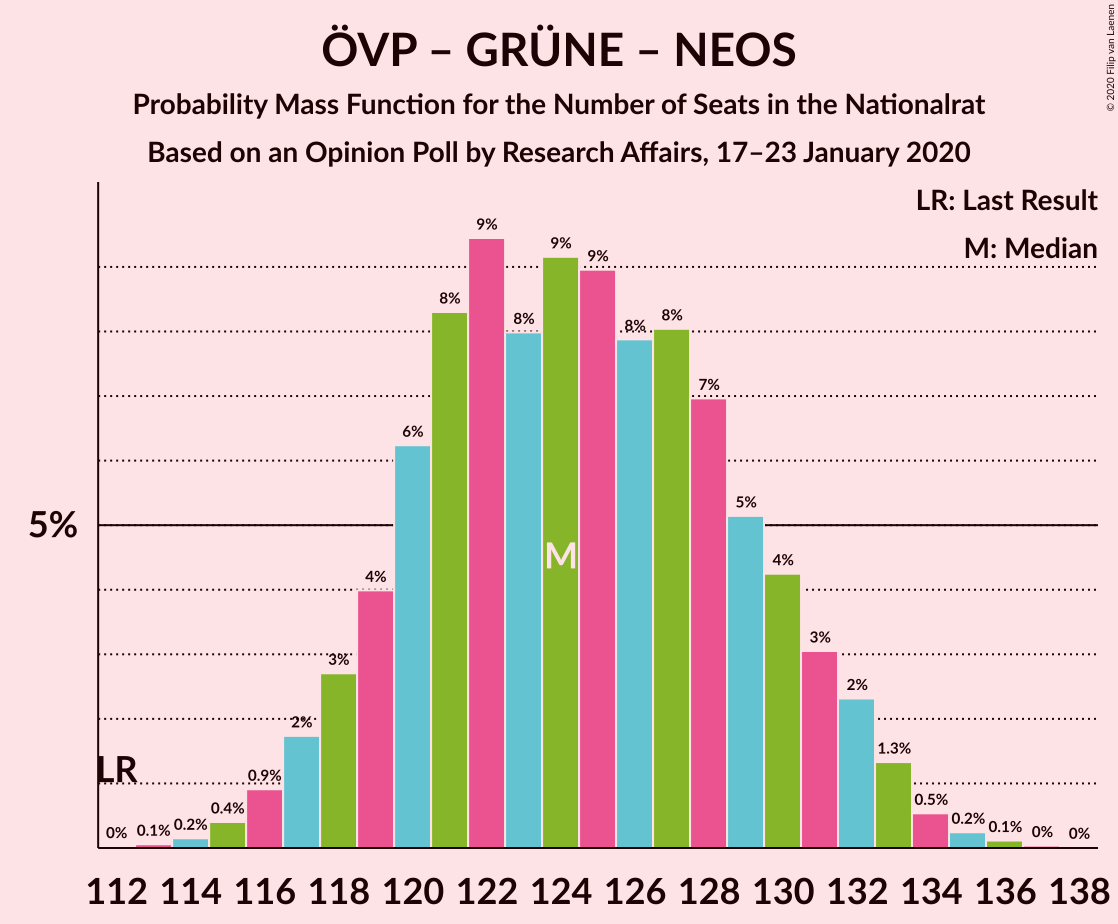 ÖVP – GRÜNE – NEOS
Probability Mass Function for the Number of Seats in the Nationalrat
Based on an Opinion Poll by Research Affairs, 17–23 January 2020
© 2020 Filip van Laenen
LR: Last Result
M: Median
5%
LR
M
0% 0.1% 0.2% 0.4% 0.9% 2% 3% 4% 6% 8% 9% 8% 9% 9% 8% 8% 7% 5% 4% 3% 2% 1.3% 0.5% 0.2% 0.1% 0% 0%
112 114 116 118 120 122 124 126 128 130 132 134 136 138